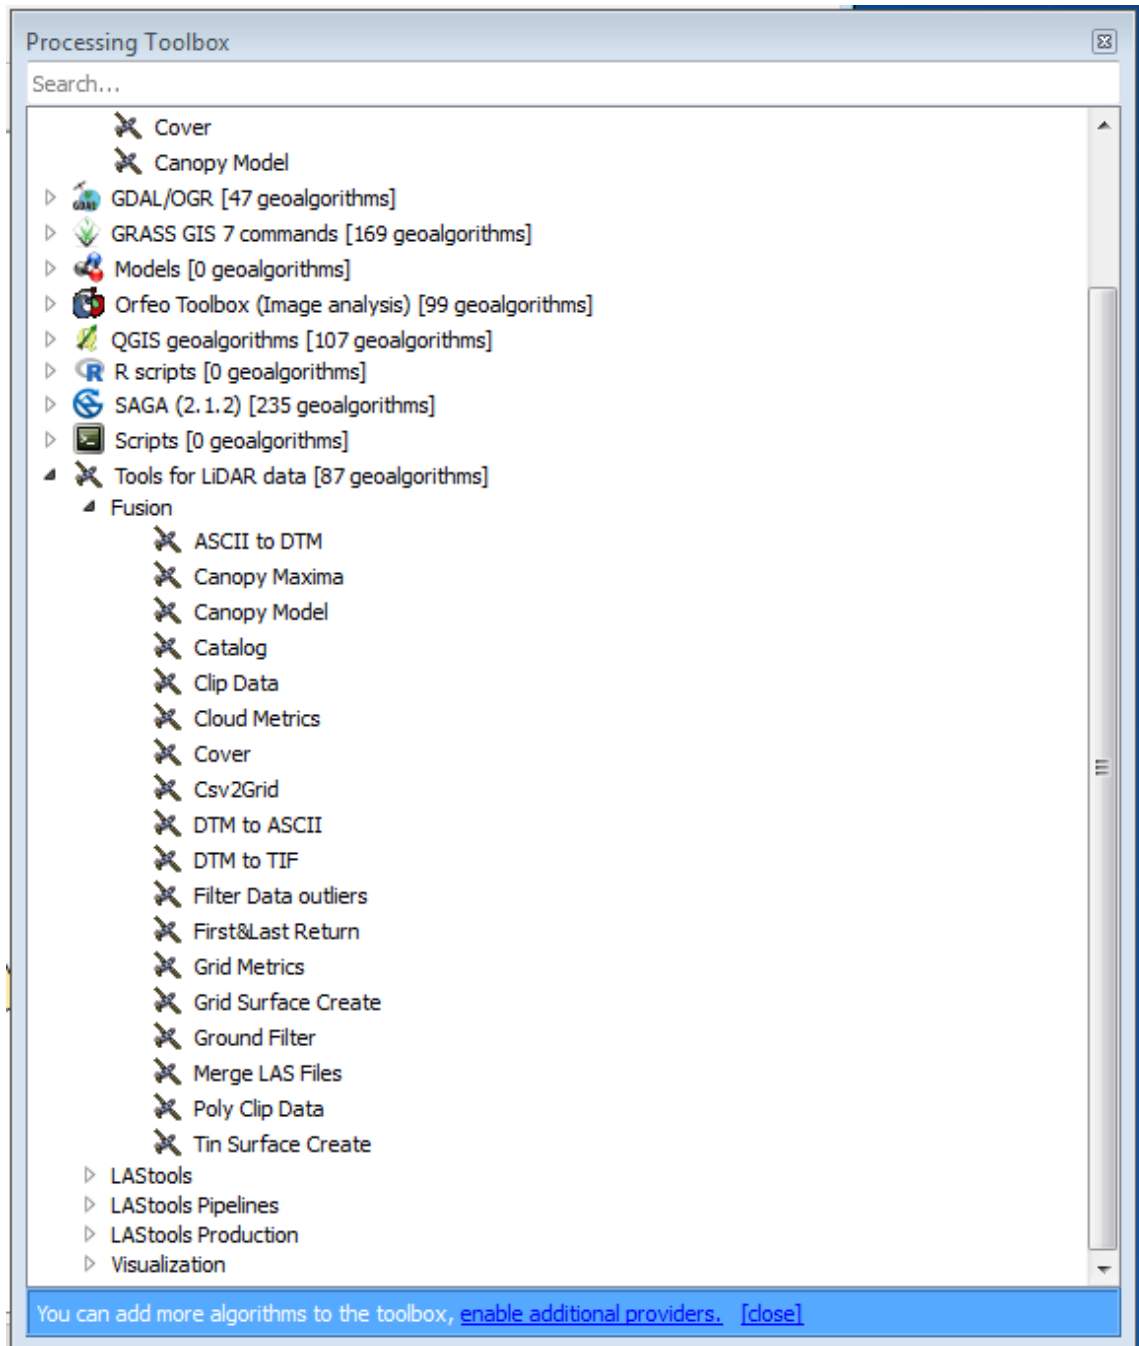 Processing Toolbox
Search...
Cover
Canopy Model
GDAL/OGR [47 geoalgorithms]
GRASS GIS 7 commands [169 geoalgorithms]
Models [0 geoalgorithms]
Orfeo Toolbox (Image analysis) [99 geoalgorithms]
QGIS geoalgorithms [107 geoalgorithms]
R scripts [0 geoalgorithms]
SAGA (2.1.2) [235 geoalgorithms]
Scripts [0 geoalgorithms]
Tools for LiDAR data [87 geoalgorithms]
Fusion
ASCII to DTM
Canopy Maxima
Canopy Model
Catalog
Clip Data
Cloud Metrics
Cover
Csv2Grid
DTM to ASCII
DTM to TIF
Filter Data outliers
First&Last Return
Grid Metrics
Grid Surface Create
Ground Filter
Merge LAS Files
Poly Clip Data
Tin Surface Create
LAStools
LAStools Pipelines
LAStools Production
Visualization
You can add more algorithms to the toolbox, enable additional providers. [close]